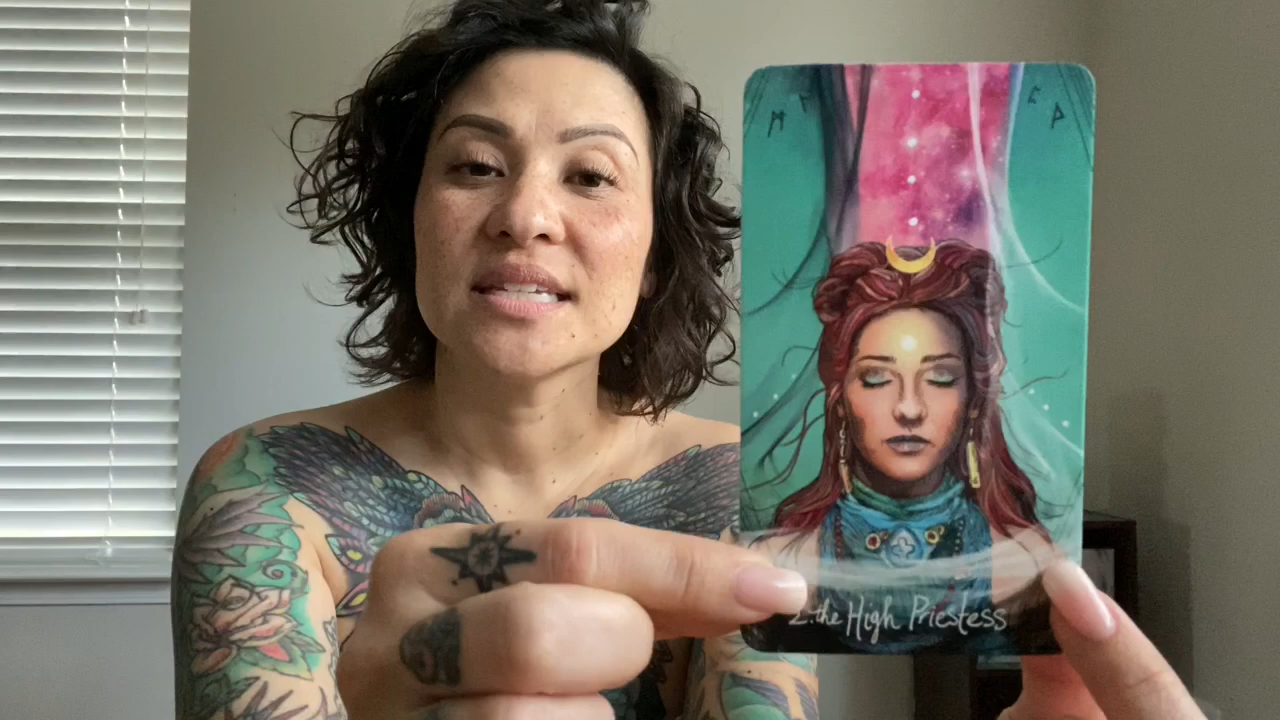 ᛗ ᚨ ᛈ ᚹ
2. the High Priestess